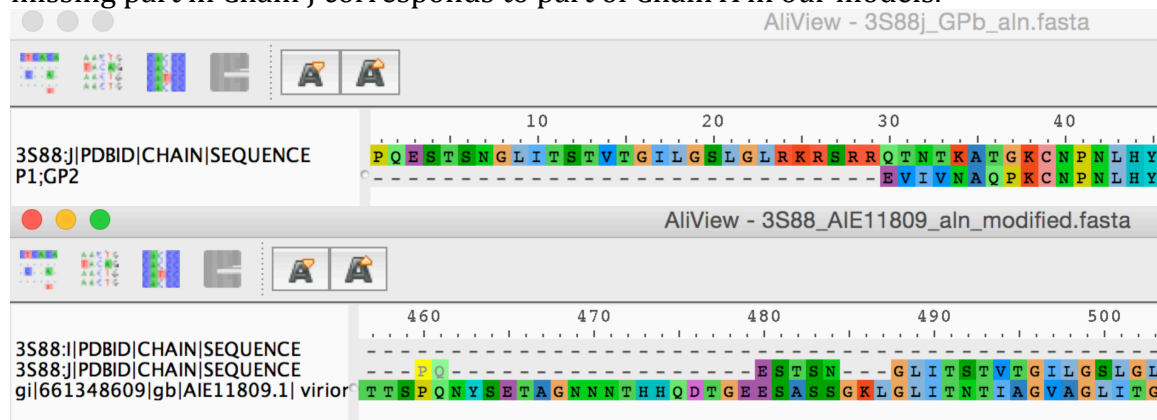 missing part in Chain J corresponds to part of Chain A in our models.
AliView - 3S88j_GPb_aln.fasta
10 20 30 40
3S88:J|PDBID|CHAIN|SEQUENCE PQESTSNGLITSTVTGILGSLGLRKRSRRQTNTKATGKCNPNLHY
P1;GP2 -----------------------------EVIVNAQPKCNPNLHY
AliView - 3S88_AIE11809_aln_modified.fasta
460 470 480 490 500
3S88:I|PDBID|CHAIN|SEQUENCE -----------------------------------------------
3S88:J|PDBID|CHAIN|SEQUENCE ---PQ------------------ESTSN---GLITSTVTGILGSLGL
gi|661348609|gb|AIE11809.1| virior TTSPQNYSETAGNNNTHHQDTGEESASSGKLGLITNTIAGVAGLITG